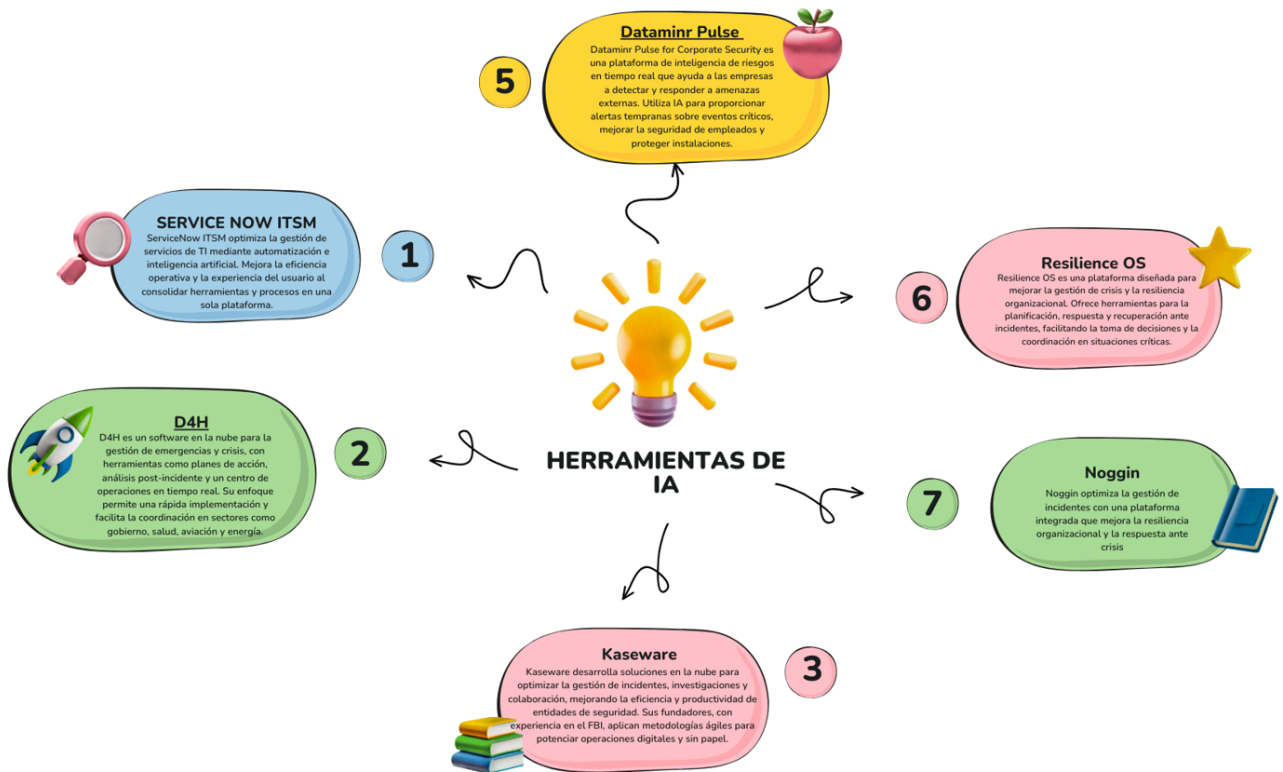 5
Dataminr Pulse
Dataminr Pulse for Corporate Security es
una plataforma de inteligencia de riesgos
en tiempo real que ayuda a las empresas
a detectar y responder a amenazas
externas. Utiliza IA para proporcionar
alertas tempranas sobre eventos críticos,
mejorar la seguridad de empleados y
proteger instalaciones.
SERVICE NOW ITSM
ServiceNow ITSM optimiza la gestión de
servicios de TI mediante automatización e
inteligencia artificial. Mejora la eficiencia
operativa y la experiencia del usuario al
consolidar herramientas y procesos en una
sola plataforma.
1
6
Resilience OS
Resilience OS es una plataforma diseñada para
mejorar la gestión de crisis y la resiliencia
organizacional. Ofrece herramientas para la
planificación, respuesta y recuperación ante
incidentes, facilitando la toma de decisiones y la
coordinación en situaciones críticas.
D4H
D4H es un software en la nube para la
gestión de emergencias y crisis, con
herramientas como planes de acción,
análisis post-incidente y un centro de
operaciones en tiempo real. Su enfoque
permite una rápida implementación y
facilita la coordinación en sectores como
gobierno, salud, aviación y energía.
2
HERRAMIENTAS DE
IA
7
Noggin
Noggin optimiza la gestión de
incidentes con una plataforma
integrada que mejora la resiliencia
organizacional y la respuesta ante
crisis
Kaseware
Kaseware desarrolla soluciones en la nube para
optimizar la gestión de incidentes, investigaciones y
colaboración, mejorando la eficiencia y productividad de
entidades de seguridad. Sus fundadores, con
experiencia en el FBI, aplican metodologías ágiles para
potenciar operaciones digitales y sin papel.
3